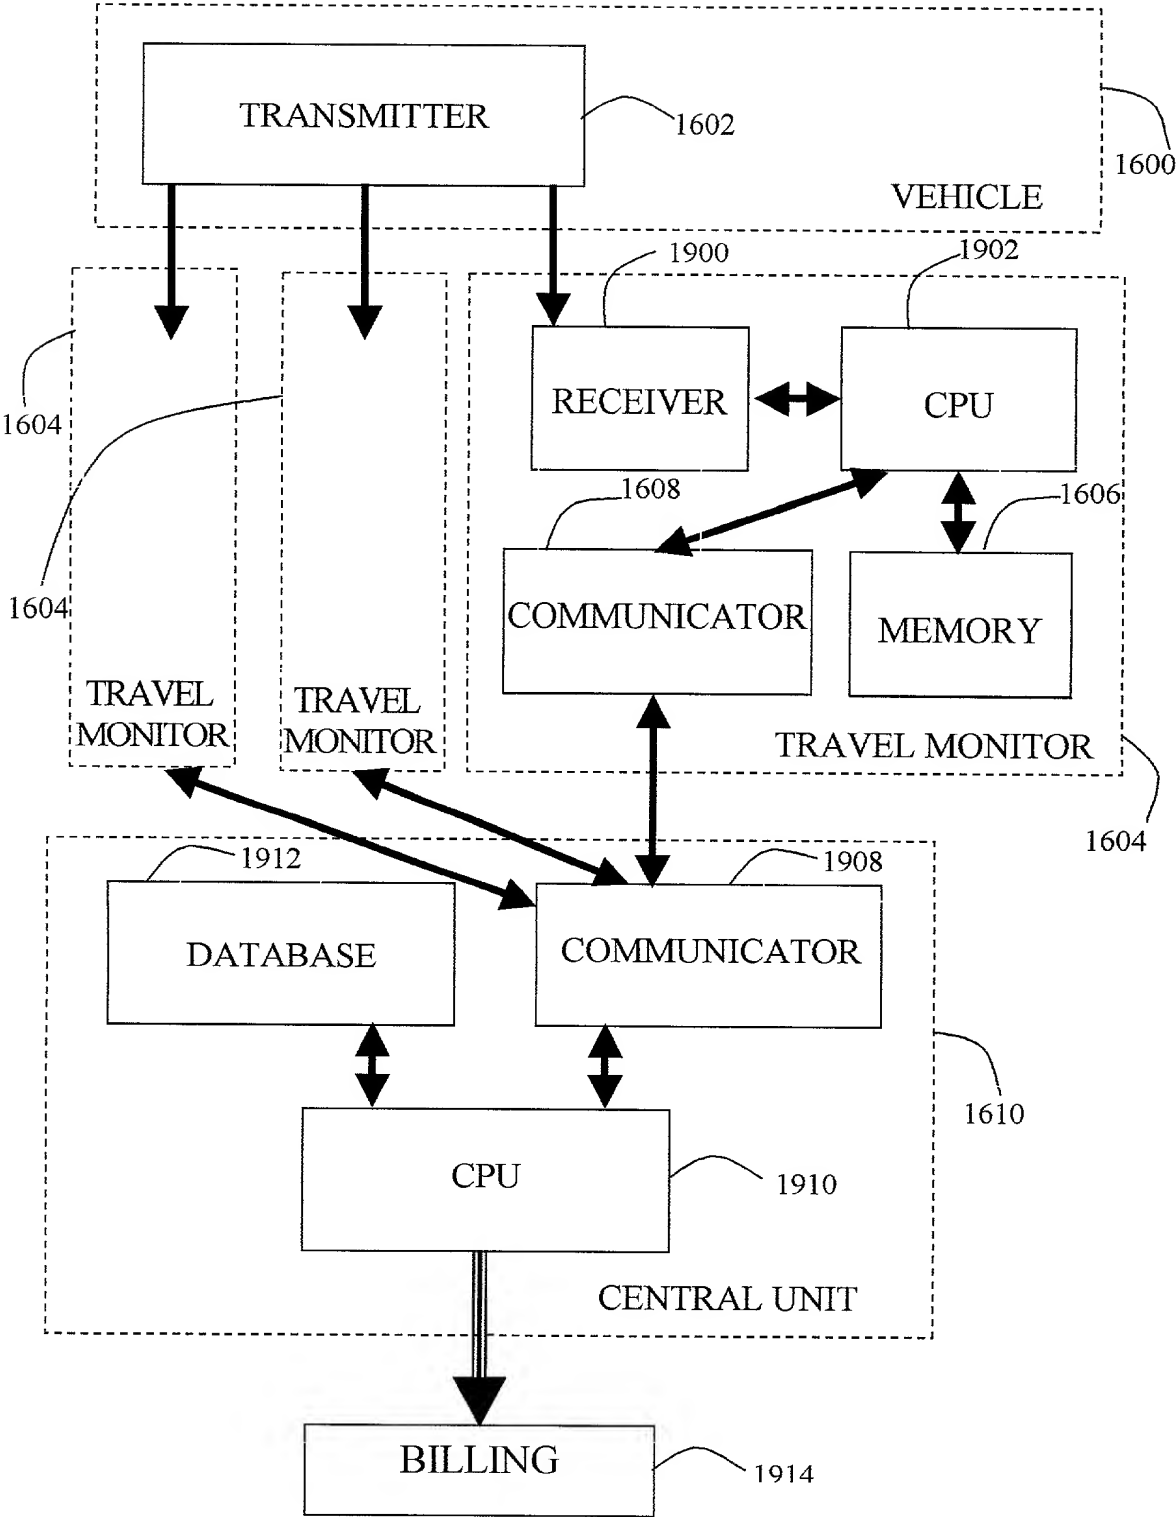 TRANSMITTER
1602
1600
VEHICLE
1900
1902
1604
RECEIVER
CPU
1608
1606
1604
COMMUNICATOR
MEMORY
TRAVEL
MONITOR
TRAVEL
MONITOR
TRAVEL MONITOR
1604
1912
1908
DATABASE
COMMUNICATOR
1610
CPU
1910
CENTRAL UNIT
BILLING
1914